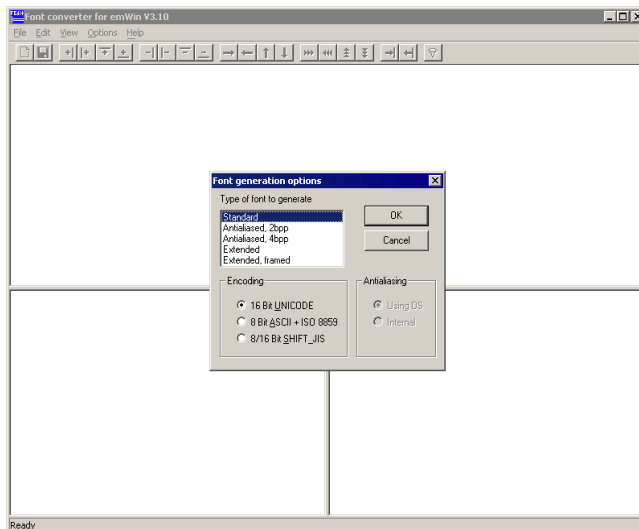 Font converter for emWin V3.10
File Edit View Options Help
Font generation options
Type of font to generate
Standard
Antialiased, 2bpp
Antialiased, 4bpp
Extended
Extended, framed
OK
Cancel
Encoding
16 Bit UNICODE
8 Bit ASCII + ISO 8859
8/16 Bit SHIFT_JIS
Antialiasing
Using OS
Internal
Ready